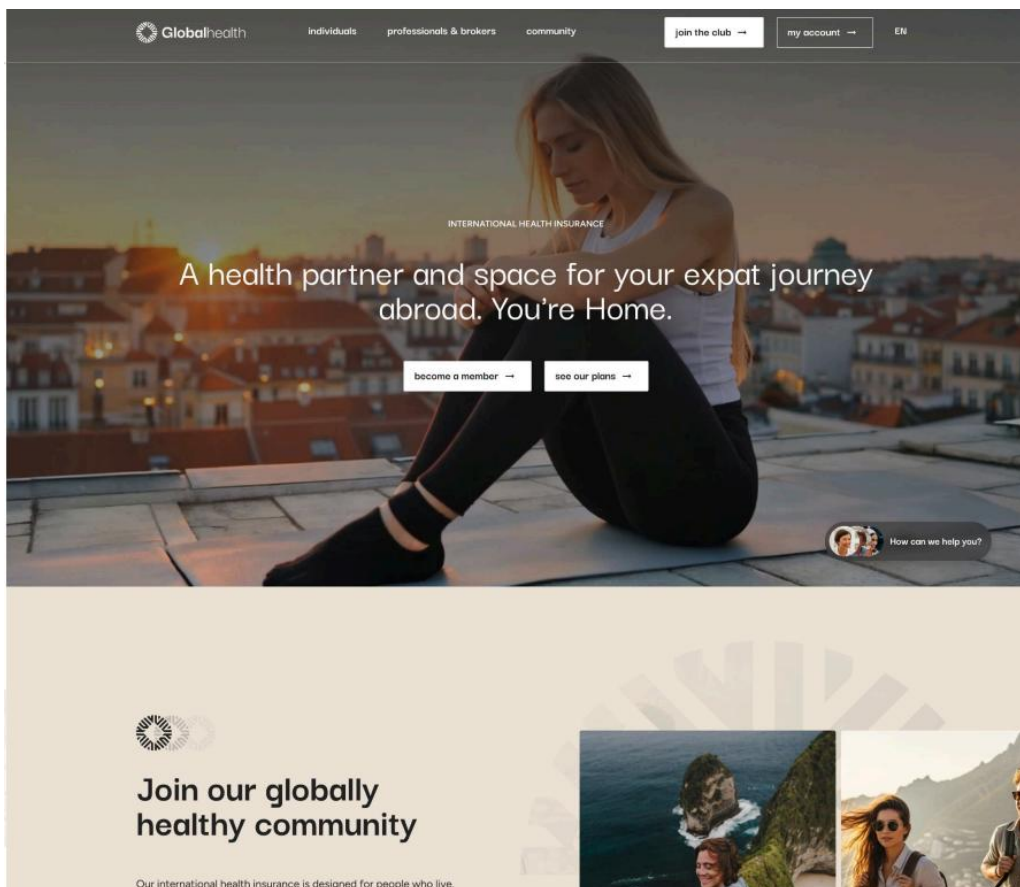 Globalhealth
individuals
professionals & brokers
community
join the club →
my account →
EN
INTERNATIONAL HEALTH INSURANCE
A health partner and space for your expat journey
abroad. You're Home.
become a member →
see our plans →
How can we help you?
Join our globally
healthy community
Our international health insurance is designed for people who live,